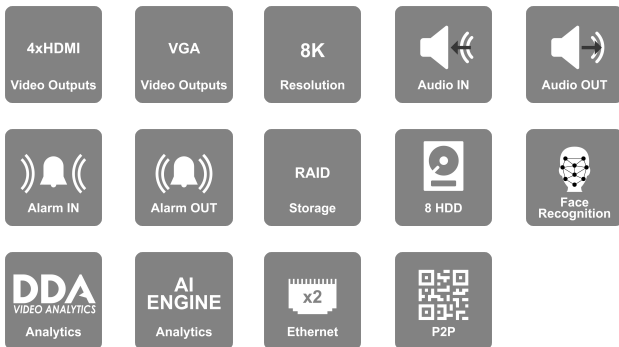 4xHDMI
Video Outputs
VGA
Video Outputs
8K
Resolution
Audio IN
Audio OUT
Alarm IN
Alarm OUT
RAID
Storage
8 HDD
Face
Recognition
DDA
VIDEO ANALYTICS
Analytics
AI
ENGINE
Analytics
x2
Ethernet
P2P